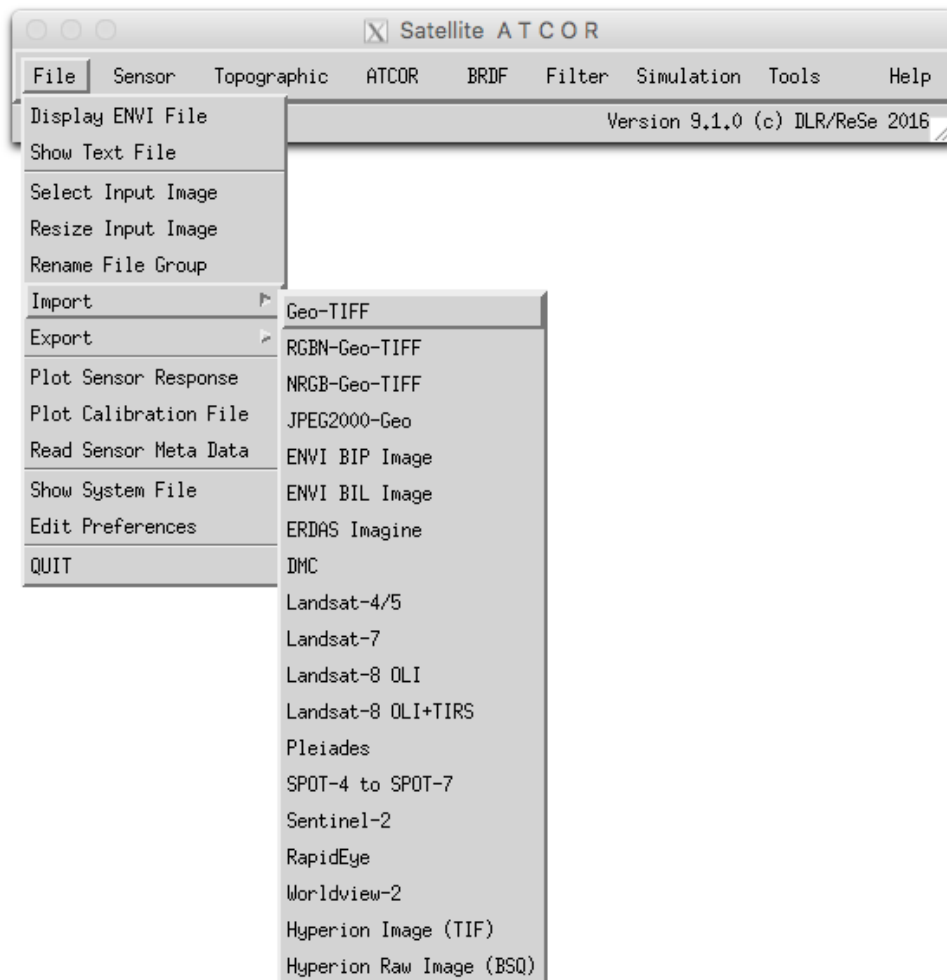 Satellite A T C O R
File Sensor Topographic ATCOR BRDF Filter Simulation Tools Help
Version 9.1.0 (c) DLR/ReSe 2016
Display ENVI File
Show Text File
Select Input Image
Resize Input Image
Rename File Group
Import
Export
Plot Sensor Response
Plot Calibration File
Read Sensor Meta Data
Show System File
Edit Preferences
QUIT
Geo-TIFF
RGBN-Geo-TIFF
NRGB-Geo-TIFF
JPEG2000-Geo
ENVI BIP Image
ENVI BIL Image
ERDAS Imagine
DMC
Landsat-4/5
Landsat-7
Landsat-8 OLI
Landsat-8 OLI+TIRS
Pleiades
SPOT-4 to SPOT-7
Sentinel-2
RapidEye
Worldview-2
Hyperion Image (TIF)
Hyperion Raw Image (BSQ)